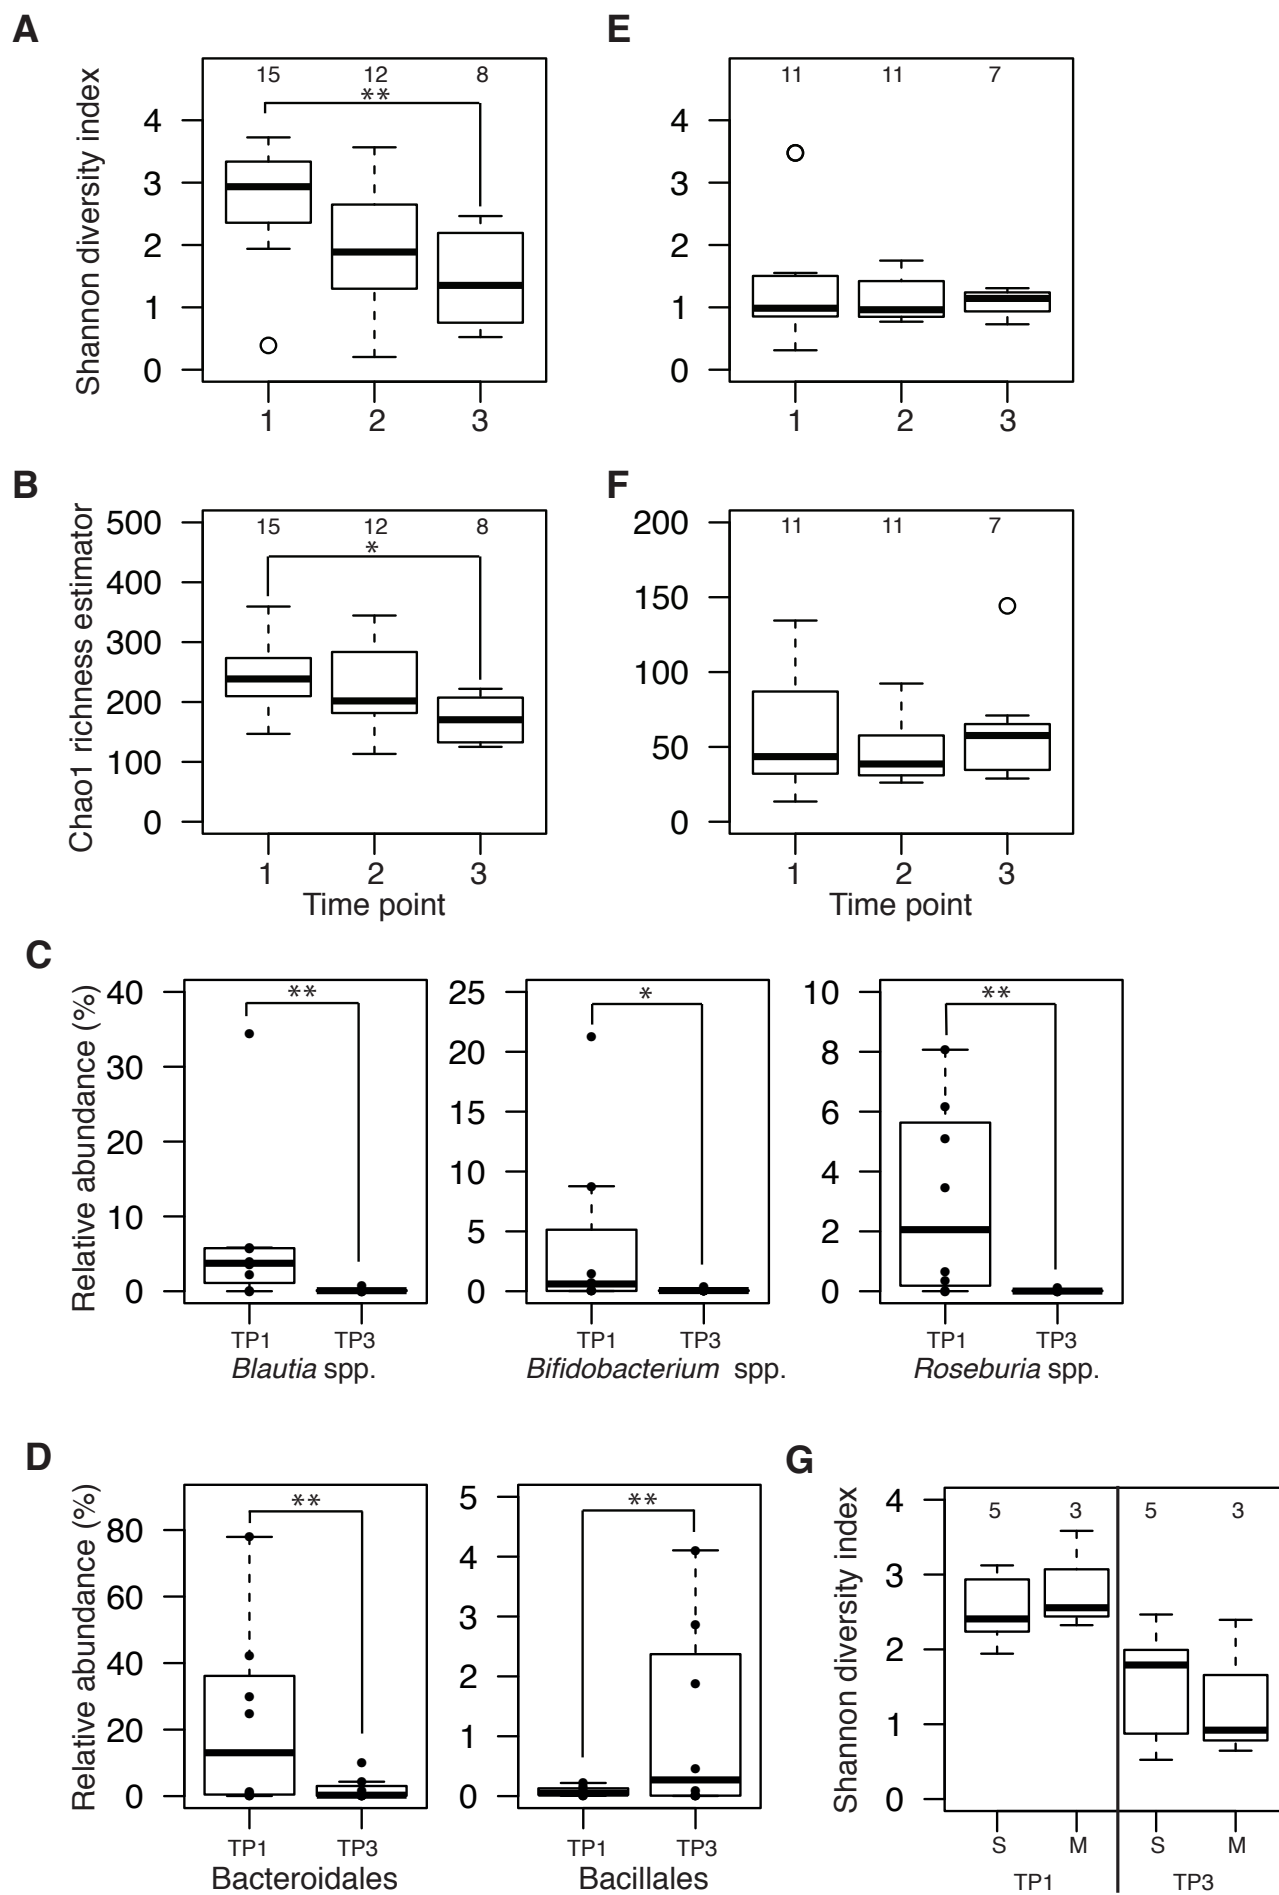 A
Shannon diversity index
15 12 8
**
4
3
2
1
0
1 2 3
E
11 11 7
4
3
2
1
0
1 2 3
B
Chao1 richness estimator
15 12 8
*
500
400
300
200
100
0
1 2 3
Time point
F
11 11 7
200
150
100
50
0
1 2 3
Time point
C
Relative abundance (%)
**
40
30
20
10
0
TP1 TP3
Blautia spp.
*
25
20
15
10
5
0
TP1 TP3
Bifidobacterium spp.
**
10
8
6
4
2
0
TP1 TP3
Roseburia spp.
D
Relative abundance (%)
**
80
60
40
20
0
TP1 TP3
Bacteroidales
**
5
4
3
2
1
0
TP1 TP3
Bacillales
G
Shannon diversity index
5 3 5 3
4
3
2
1
0
S M S M
TP1 TP3